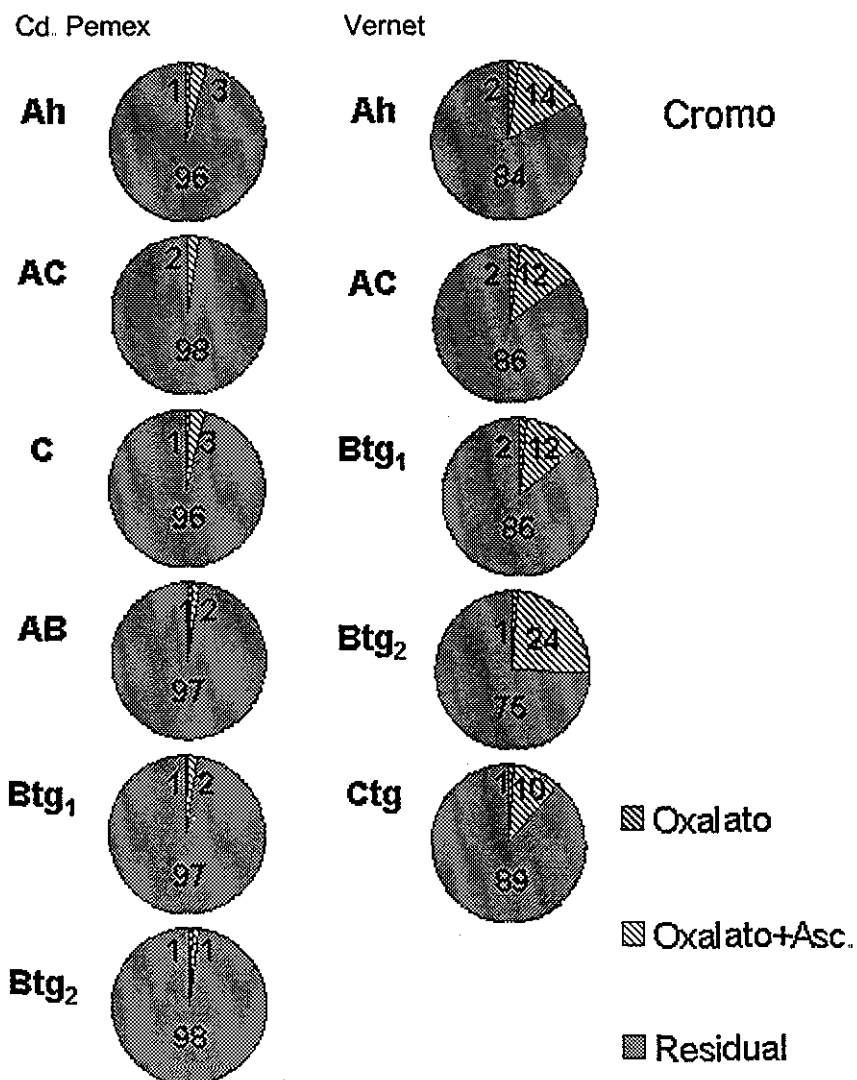 Cd. Pemex
Ah
1 3
96
AC
2
98
C
1 3
96
AB
1 2
97
Btg₁
1 2
97
Btg₂
1 1
98
Vernet
Ah
2 14
84
AC
2 12
86
Btg₁
2 12
86
Btg₂
1 24
75
Ctg
1 10
89
Cromo
Oxalato
Oxalato+Asc.
Residual